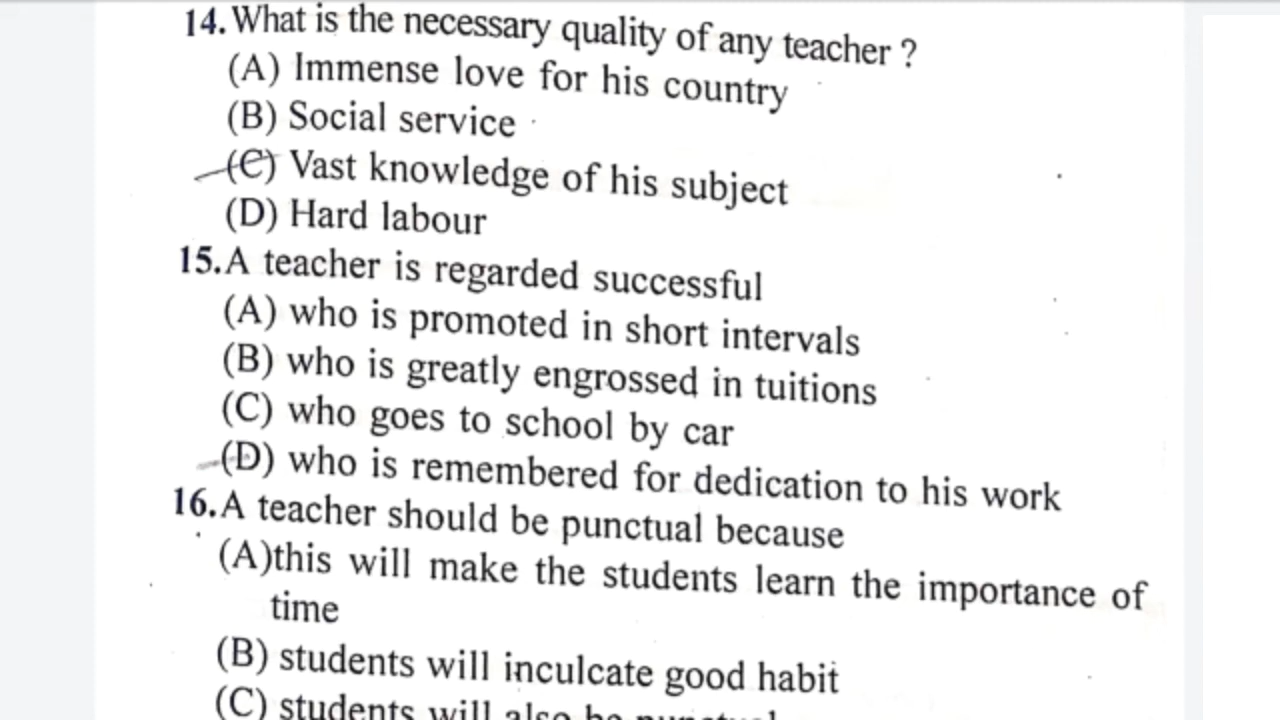 14. What is the necessary quality of any teacher ?
(A) Immense love for his country
(B) Social service
(C) Vast knowledge of his subject
(D) Hard labour
15. A teacher is regarded successful
(A) who is promoted in short intervals
(B) who is greatly engrossed in tuitions
(C) who goes to school by car
(D) who is remembered for dedication to his work
16. A teacher should be punctual because
(A) this will make the students learn the importance of
time
(B) students will inculcate good habit
(C) students will also be punctual